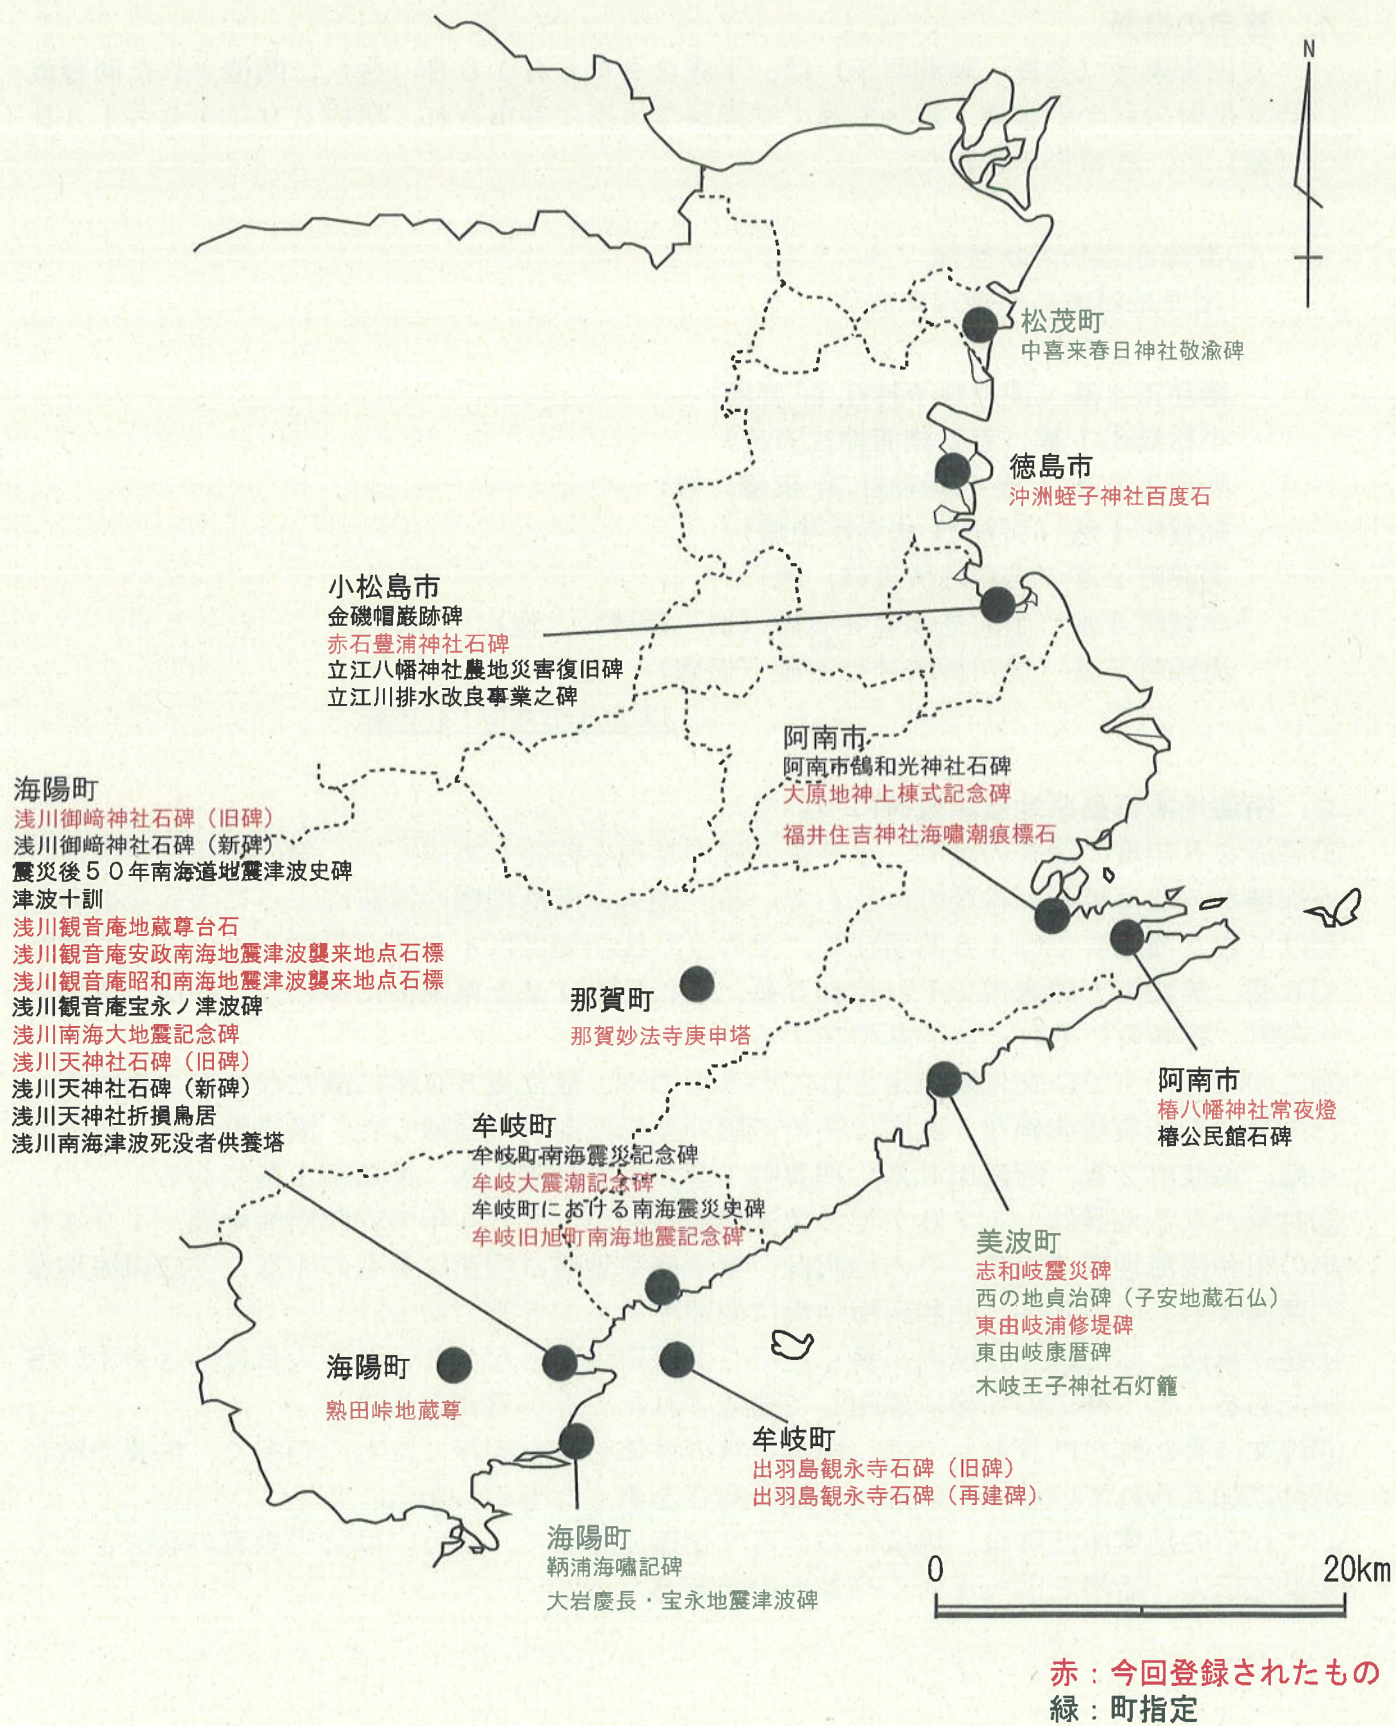 N
松茂町
中喜来春日神社敬渝碑
徳島市
沖洲蛭子神社百度石
小松島市
金磯帽巌跡碑
赤石豊浦神社石碑
立江八幡神社農地災害復旧碑
立江川排水改良事業之碑
阿南市
阿南市鶴和光神社石碑
大原地神上棟式記念碑
福井住吉神社海嘯潮痕標石
海陽町
浅川御﨑神社石碑（旧碑）
浅川御﨑神社石碑（新碑）
震災後５０年南海道地震津波史碑
津波十訓
浅川観音庵地蔵尊台石
浅川観音庵安政南海地震津波襲来地点石標
浅川観音庵昭和南海地震津波襲来地点石標
浅川観音庵宝永ノ津波碑
浅川南海大地震記念碑
浅川天神社石碑（旧碑）
浅川天神社石碑（新碑）
浅川天神社折損鳥居
浅川南海津波死没者供養塔
那賀町
那賀妙法寺庚申塔
阿南市
椿八幡神社常夜燈
椿公民館石碑
牟岐町
牟岐町南海震災記念碑
牟岐大震潮記念碑
牟岐町における南海震災史碑
牟岐旧旭町南海地震記念碑
美波町
志和岐震災碑
西の地貞治碑（子安地蔵石仏）
東由岐浦修堤碑
東由岐康暦碑
木岐王子神社石灯籠
海陽町
熟田峠地蔵尊
牟岐町
出羽島観永寺石碑（旧碑）
出羽島観永寺石碑（再建碑）
海陽町
鞆浦海嘯記碑
大岩慶長・宝永地震津波碑
0 20km
赤：今回登録されたもの
緑：町指定